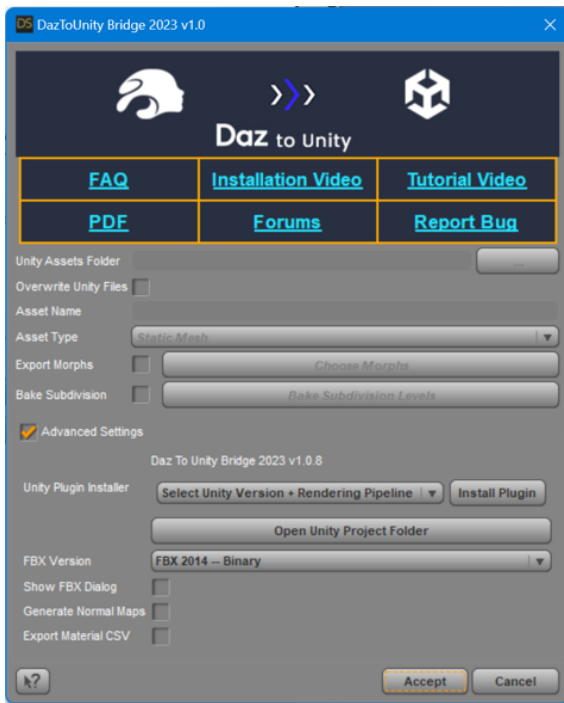 DS DazToUnity Bridge 2023 v1.0
Daz to Unity
FAQ Installation Video Tutorial Video
PDF Forums Report Bug
Unity Assets Folder ...
Overwrite Unity Files
Asset Name
Asset Type Static Mesh
Export Morphs Choose Morphs
Bake Subdivision Bake Subdivision Levels
Advanced Settings
Daz To Unity Bridge 2023 v1.0.8
Unity Plugin Installer Select Unity Version + Rendering Pipeline Install Plugin
Open Unity Project Folder
FBX Version FBX 2014 -- Binary
Show FBX Dialog
Generate Normal Maps
Export Material CSV
? Accept Cancel